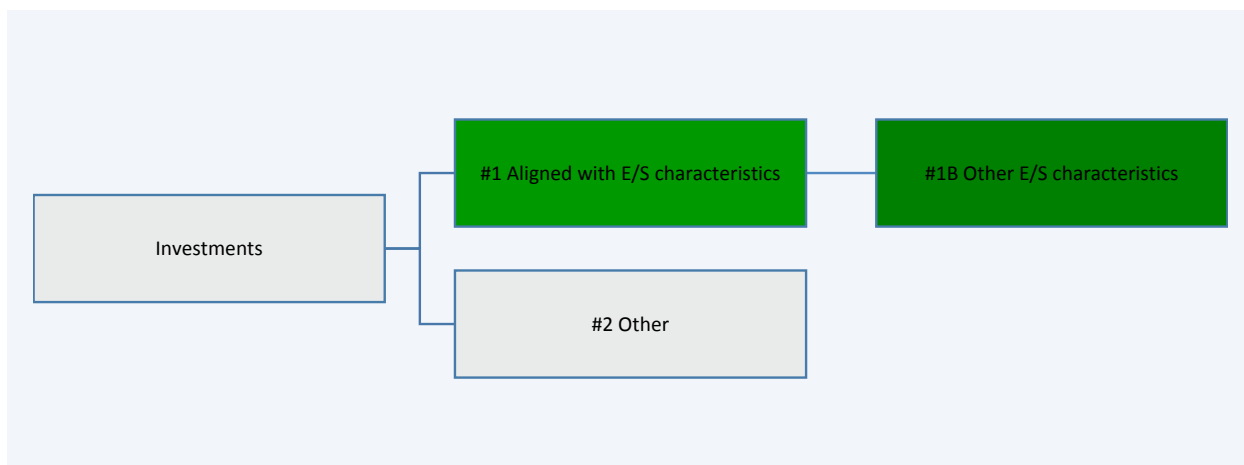 #1 Aligned with E/S characteristics
#1B Other E/S characteristics
Investments
#2 Other